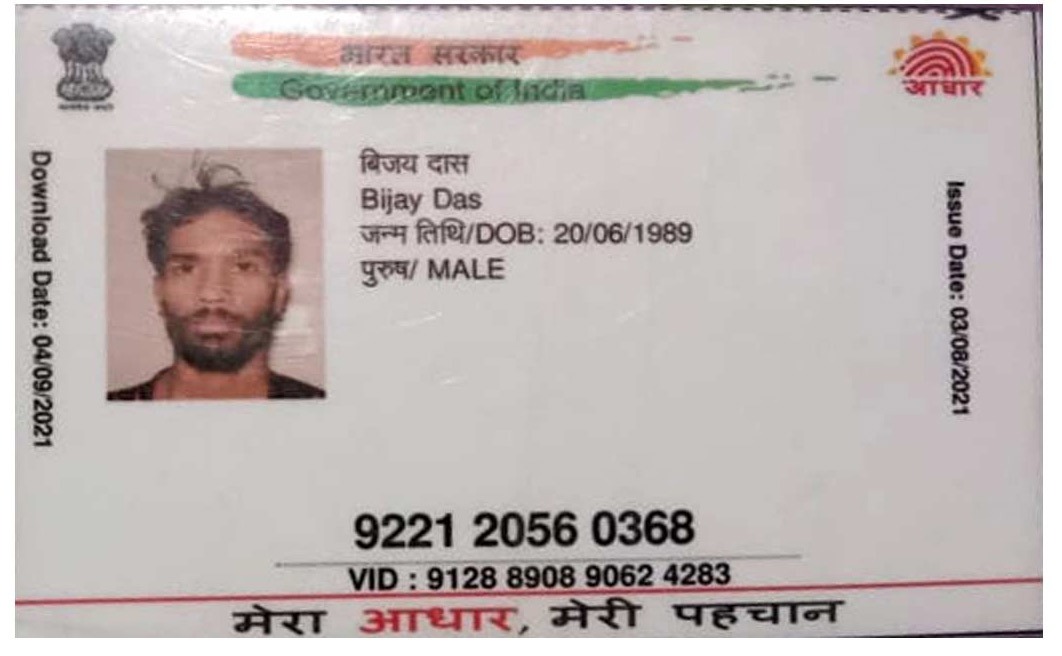 भारत सरकार
Government of India
आधार
Download Date: 04/09/2021
बिजय दास
Bijay Das
जन्म तिथि/DOB: 20/06/1989
पुरुष/ MALE
Issue Date: 03/08/2021
9221 2056 0368
VID : 9128 8908 9062 4283
मेरा आधार, मेरी पहचान